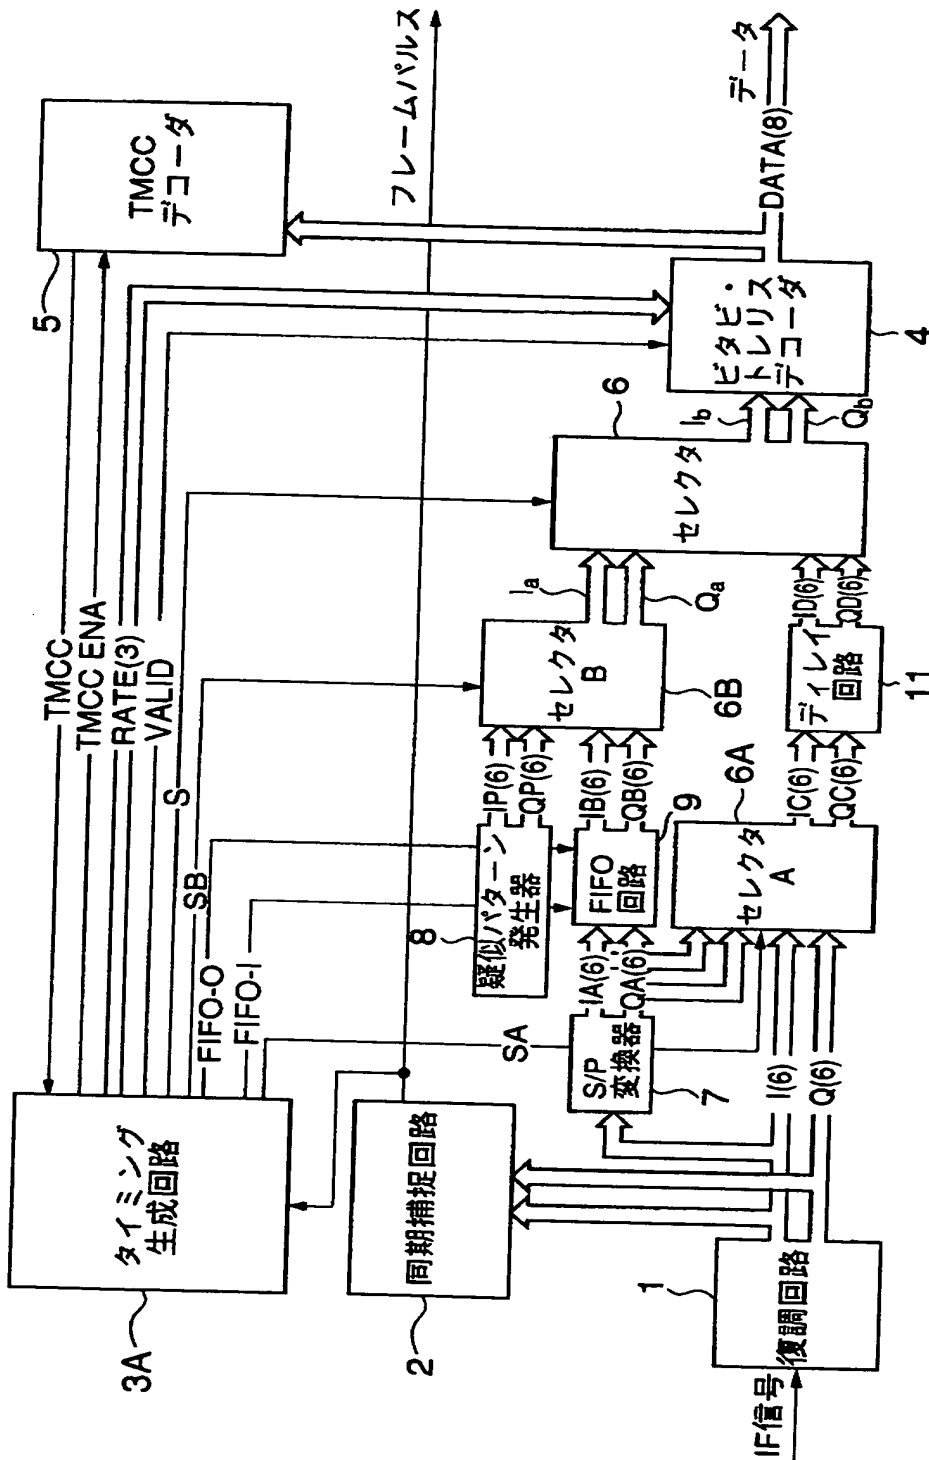 IF信号
1
復調回路
I(6)
Q(6)
2
同期捕捉回路
3A
タイミング
生成回路
TMCC
TMCC ENA
RATE(3)
VALID
S
SB
FIFO-O
FIFO-I
SA
S/P
変換器
7
IA(6)
QA(6)
8
疑似パターン
発生器
FIFO
回路
9
セレクタ
A
6A
IP(6)
QP(6)
IB(6)
QB(6)
IC(6)
QC(6)
セレクタ
B
6B
ディレイ
回路
11
Ia
Qa
ID(6)
QD(6)
セレクタ
6
Ib
Qb
ビタビ・
トレリス
デコーダ
4
5
TMCC
デコーダ
フレームパルス
DATA(8)
データ